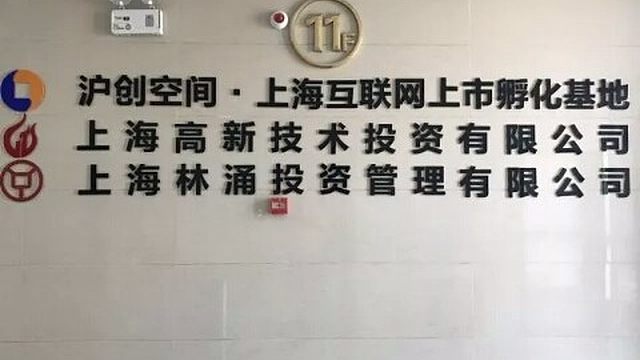 11F
沪创空间·上海互联网上市孵化基地
上海高新技术投资有限公司
上海林涌投资管理有限公司